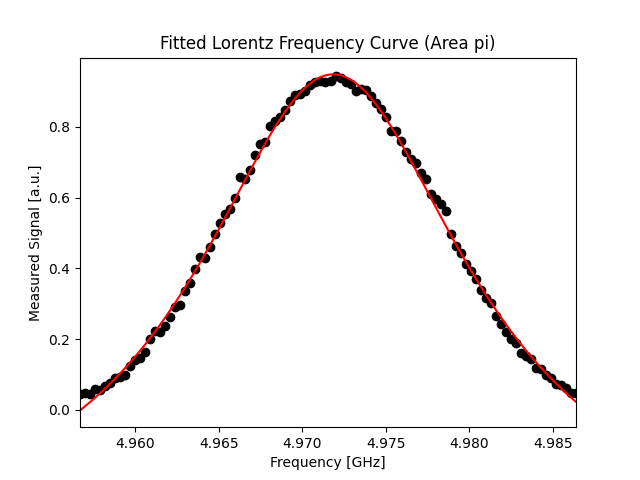 Fitted Lorentz Frequency Curve (Area pi)
Measured Signal [a.u.]
0.8
0.6
0.4
0.2
0.0
4.960 4.965 4.970 4.975 4.980 4.985
Frequency [GHz]